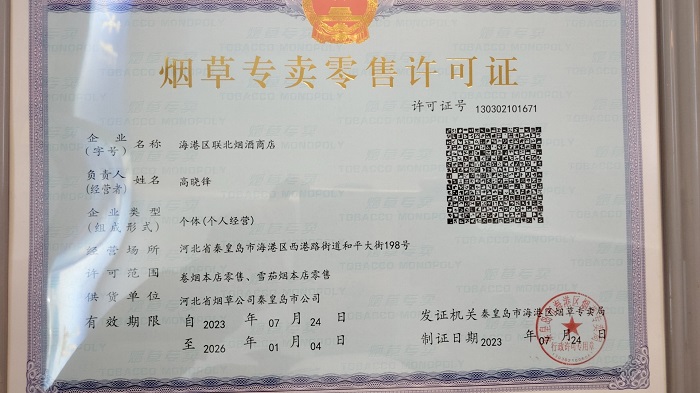 烟草专卖零售许可证
许可证号 130302101671
企业名称 海港区联北烟酒商店
(字号)
负责人姓名 高晓锋
(经营者)
企业类型 个体(个人经营)
(组成形式)
经营场所 河北省秦皇岛市海港区西港路街道和平大街198号
许可范围 卷烟本店零售、雪茄烟本店零售
供货单位 河北省烟草公司秦皇岛市公司
有效期限 自 2023 年 07 月 24 日
至 2026 年 01 月 04 日
发证机关 秦皇岛市海港区烟草专卖局
制证日期 2023 年 07 月 24 日